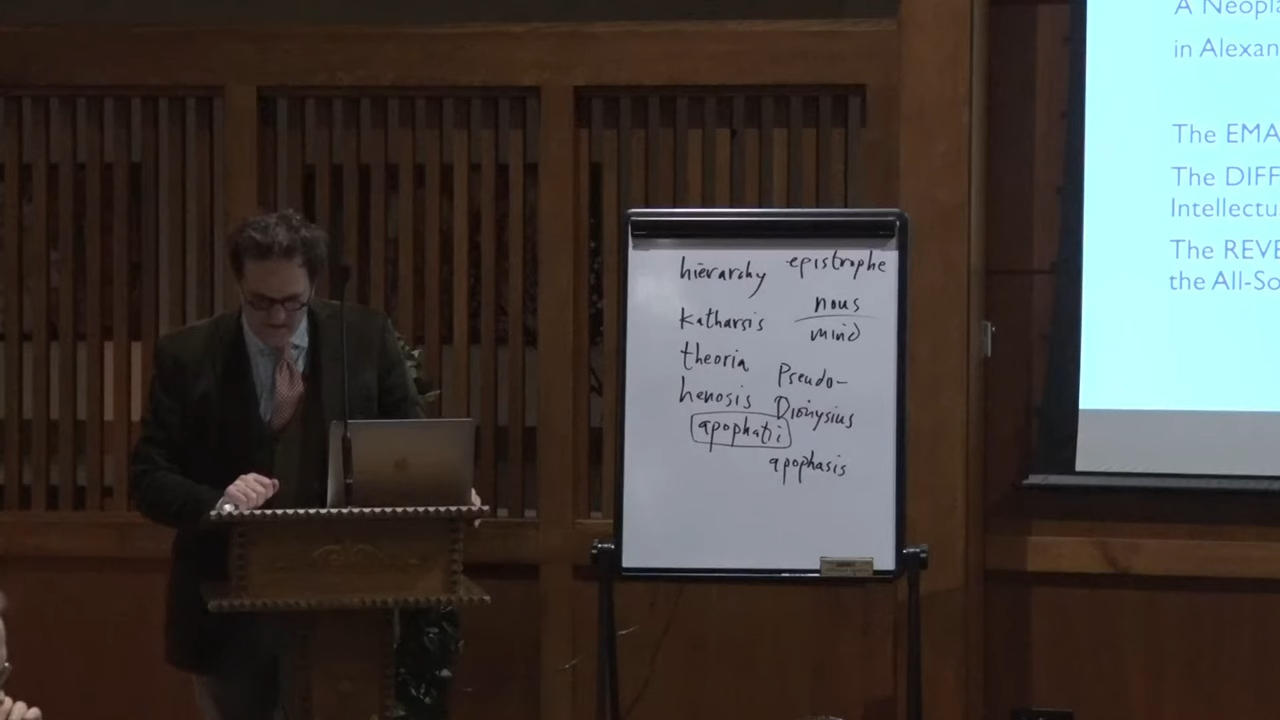 hierarchy
epistrophe
Katharsis
nous
mind
theoria
Pseudo-
henosis
Dionysius
apophati
apophasis
A Neopla
in Alexan
The EMA
The DIFF
Intellectu
The REVE
the All-So